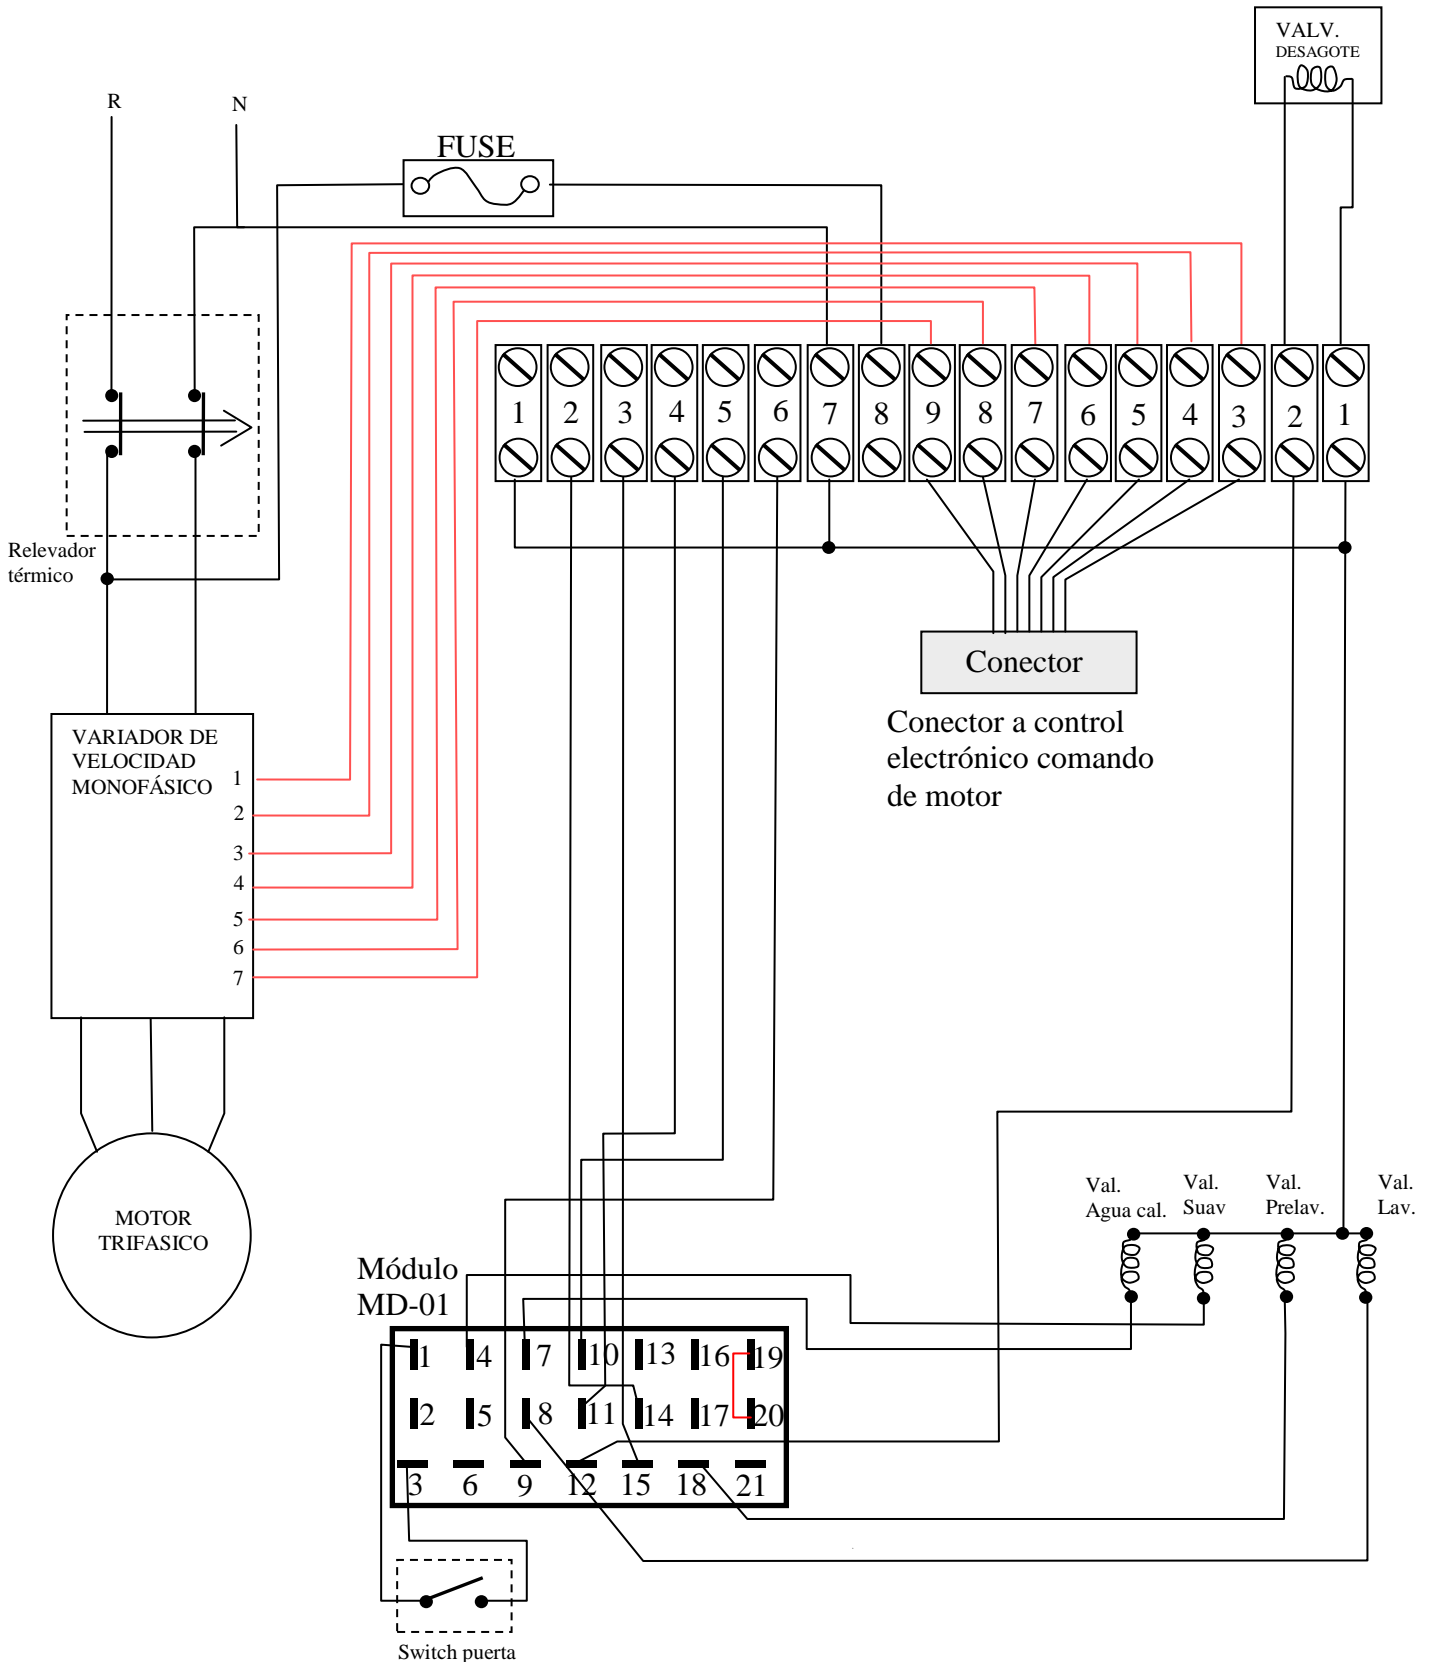 VALV.
DESAGOTE
R
N
FUSE
1 2 3 4 5 6 7 8 9 8 7 6 5 4 3 2 1
Relevador
térmico
Conector
Conector a control
electrónico comando
de motor
VARIADOR DE
VELOCIDAD
MONOFÁSICO
1
2
3
4
5
6
7
MOTOR
TRIFASICO
Val.
Agua cal.
Val.
Suav
Val.
Prelav.
Val.
Lav.
Módulo
MD-01
1 4 7 10 13 16 19
2 5 8 11 14 17 20
3 6 9 12 15 18 21
Switch puerta